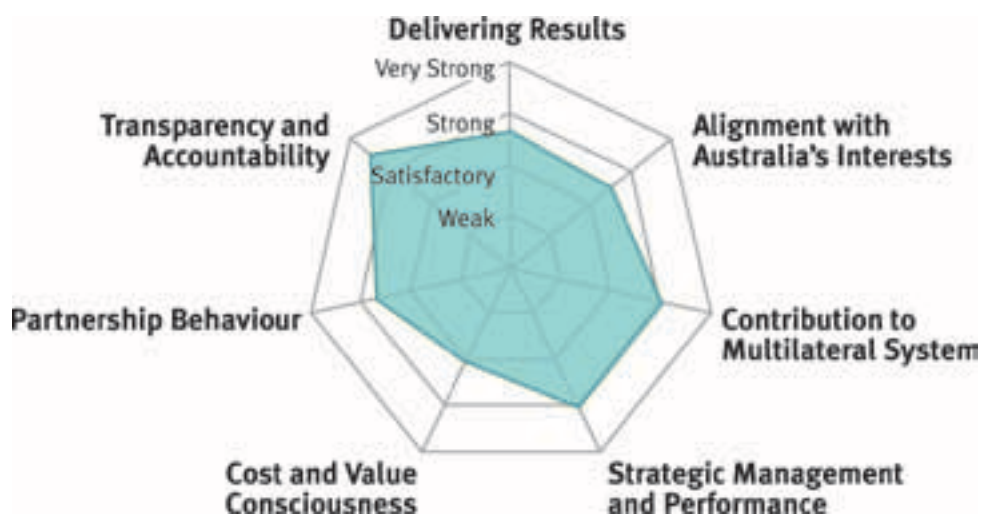 Delivering Results
Very Strong
Strong
Satisfactory
Weak
Transparency and
Accountability
Alignment with
Australia's Interests
Partnership Behaviour
Contribution to
Multilateral System
Cost and Value
Consciousness
Strategic Management
and Performance